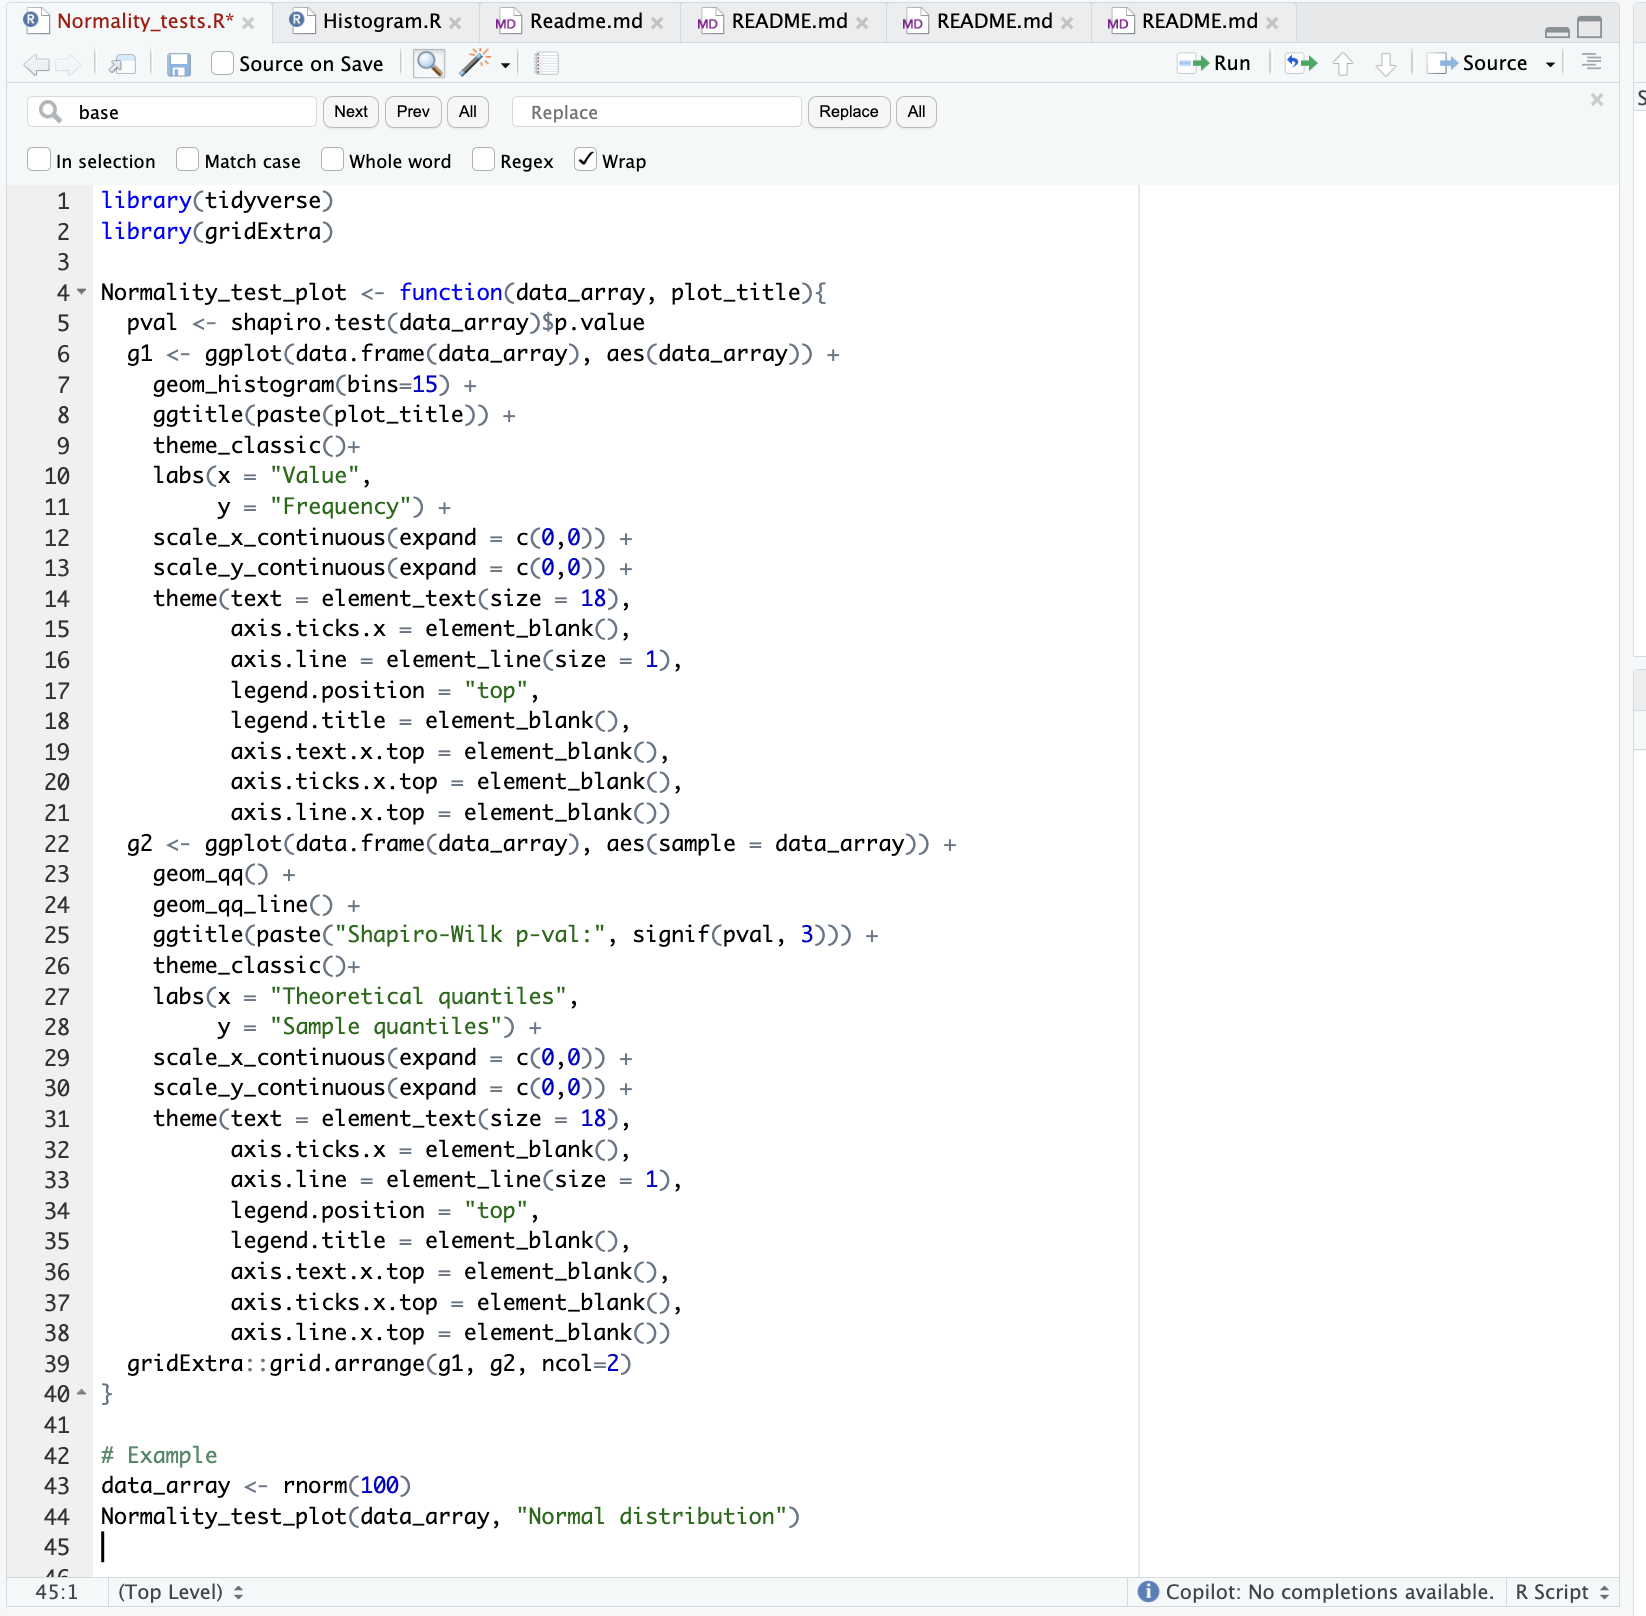 Normality_tests.R* × Histogram.R × Readme.md × README.md × README.md × README.md ×
Source on Save Run Source
base Next Prev All Replace Replace All ×
In selection Match case Whole word Regex Wrap
1 library(tidyverse)
2 library(gridExtra)
3
4 Normality_test_plot <- function(data_array, plot_title){
5   pval <- shapiro.test(data_array)$p.value
6   g1 <- ggplot(data.frame(data_array), aes(data_array)) +
7     geom_histogram(bins=15) +
8     ggtitle(paste(plot_title)) +
9     theme_classic()+
10     labs(x = "Value",
11          y = "Frequency") +
12     scale_x_continuous(expand = c(0,0)) +
13     scale_y_continuous(expand = c(0,0)) +
14     theme(text = element_text(size = 18),
15           axis.ticks.x = element_blank(),
16           axis.line = element_line(size = 1),
17           legend.position = "top",
18           legend.title = element_blank(),
19           axis.text.x.top = element_blank(),
20           axis.ticks.x.top = element_blank(),
21           axis.line.x.top = element_blank())
22   g2 <- ggplot(data.frame(data_array), aes(sample = data_array)) +
23     geom_qq() +
24     geom_qq_line() +
25     ggtitle(paste("Shapiro-Wilk p-val:", signif(pval, 3))) +
26     theme_classic()+
27     labs(x = "Theoretical quantiles",
28          y = "Sample quantiles") +
29     scale_x_continuous(expand = c(0,0)) +
30     scale_y_continuous(expand = c(0,0)) +
31     theme(text = element_text(size = 18),
32           axis.ticks.x = element_blank(),
33           axis.line = element_line(size = 1),
34           legend.position = "top",
35           legend.title = element_blank(),
36           axis.text.x.top = element_blank(),
37           axis.ticks.x.top = element_blank(),
38           axis.line.x.top = element_blank())
39   gridExtra::grid.arrange(g1, g2, ncol=2)
40 }
41
42 # Example
43 data_array <- rnorm(100)
44 Normality_test_plot(data_array, "Normal distribution")
45
45:1 (Top Level) Copilot: No completions available. R Script